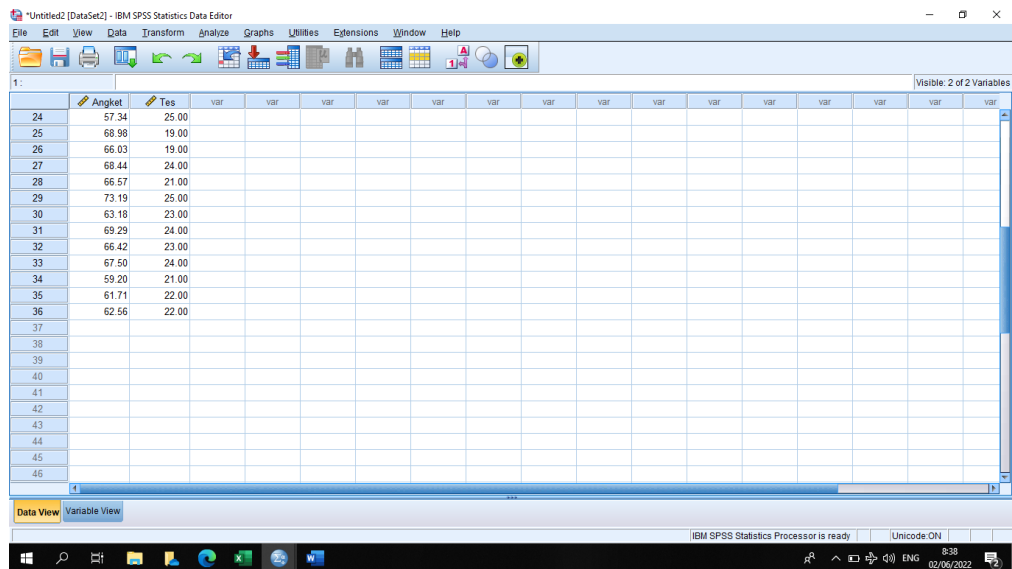 *Untitled2 [DataSet2] - IBM SPSS Statistics Data Editor
File Edit View Data Transform Analyze Graphs Utilities Extensions Window Help
1 :
Visible: 2 of 2 Variables
Angket Tes var var var var var var var var var var var var var var var
24 57.34 25.00
25 68.98 19.00
26 66.03 19.00
27 68.44 24.00
28 66.57 21.00
29 73.19 25.00
30 63.18 23.00
31 69.29 24.00
32 66.42 23.00
33 67.50 24.00
34 59.20 21.00
35 61.71 22.00
36 62.56 22.00
37
38
39
40
41
42
43
44
45
46
Data View Variable View
IBM SPSS Statistics Processor is ready Unicode:ON
ENG 8:38
02/06/2022